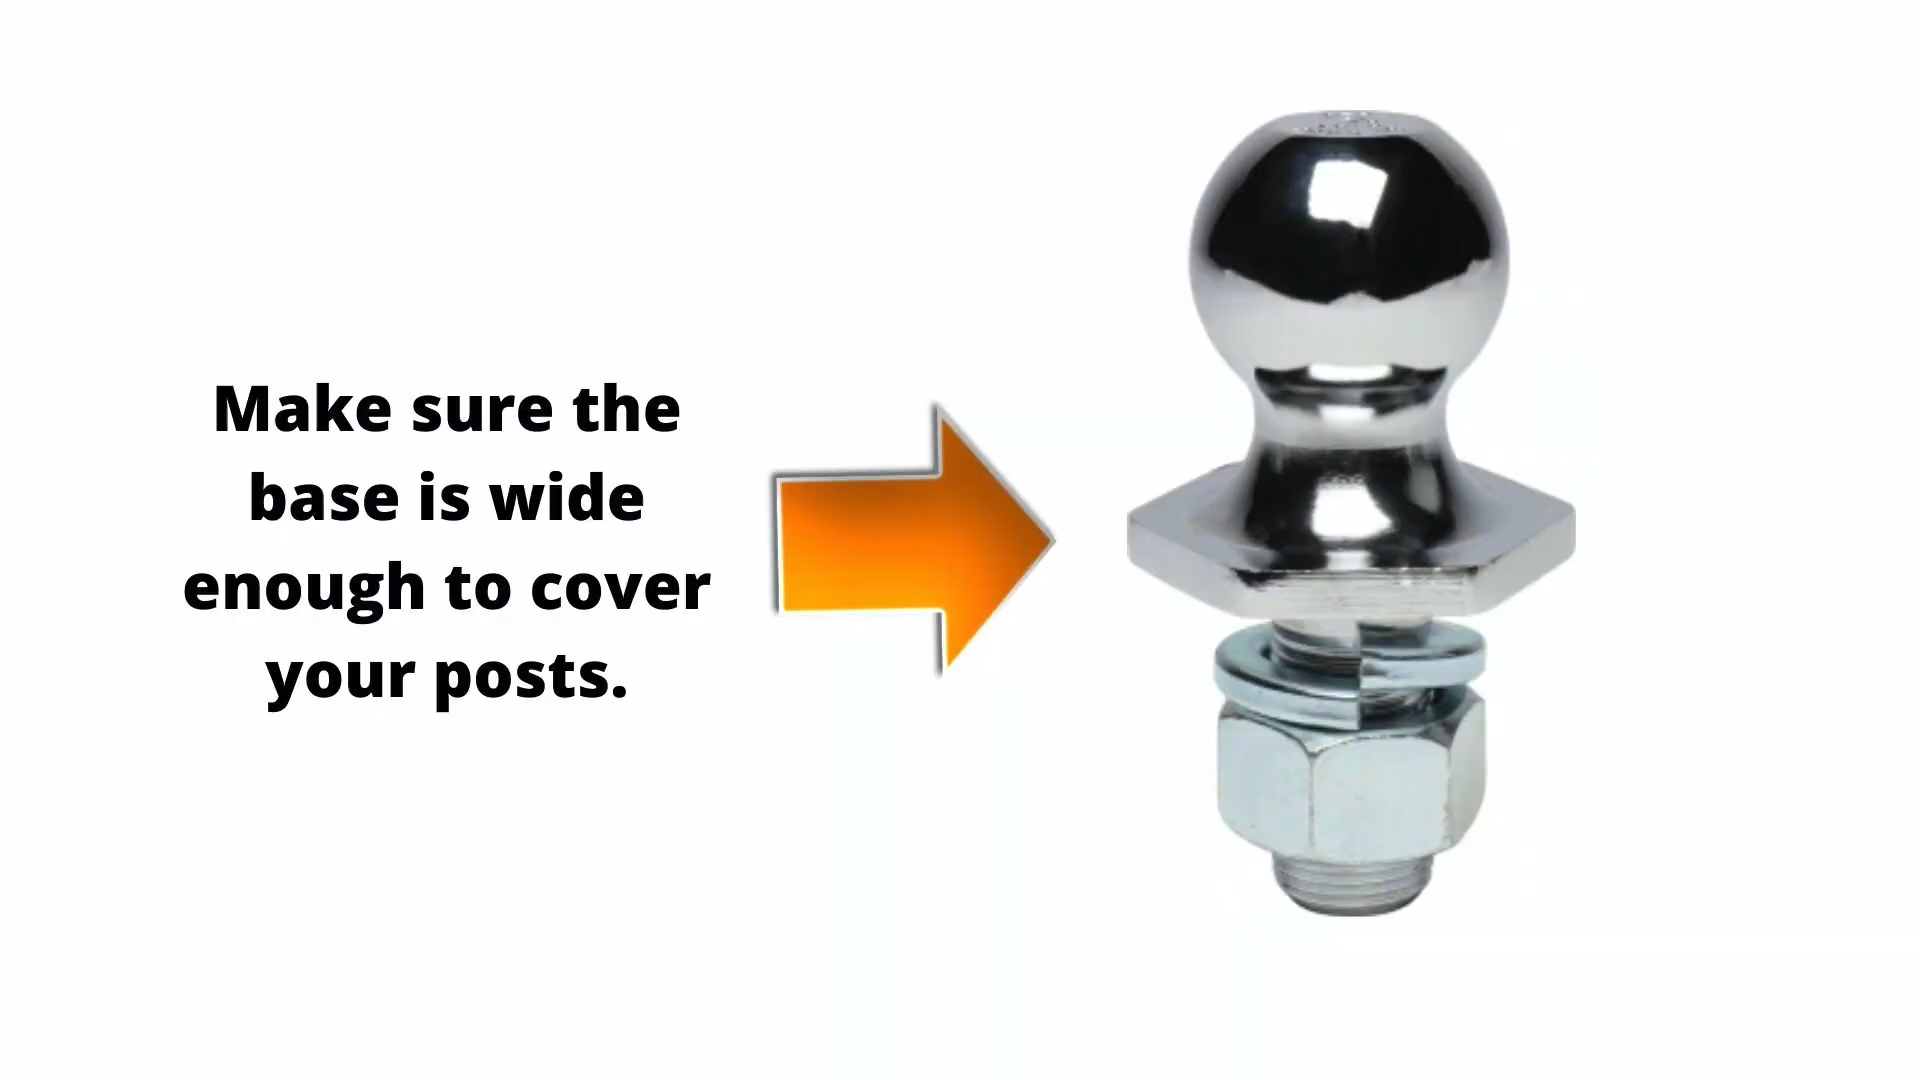 Make sure the
base is wide
enough to cover
your posts.